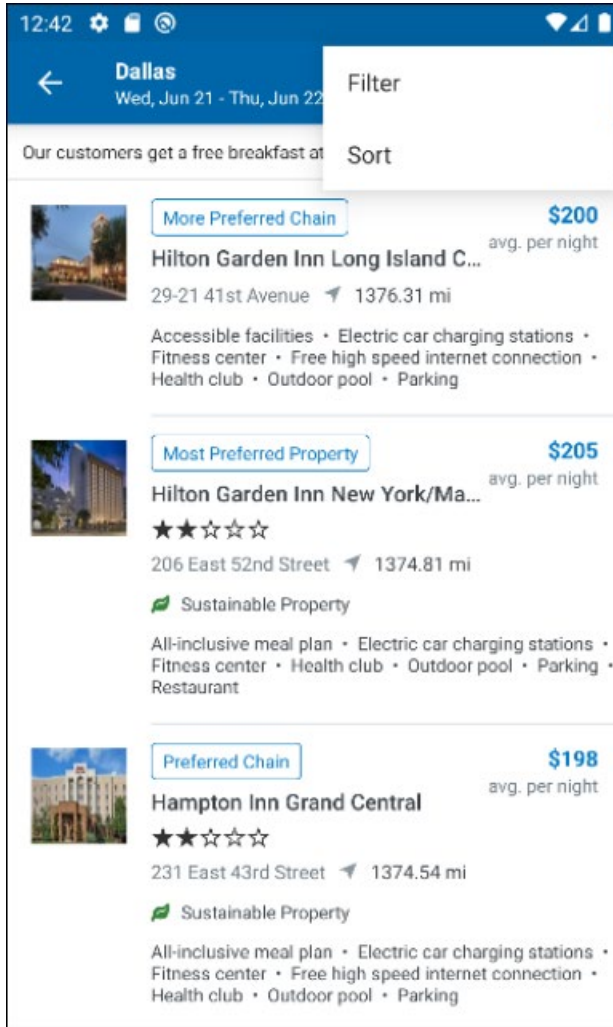 12:42
Dallas
Wed, Jun 21 - Thu, Jun 22
Filter
Sort
Our customers get a free breakfast at
More Preferred Chain
$200
avg. per night
Hilton Garden Inn Long Island C...
29-21 41st Avenue 1376.31 mi
Accessible facilities • Electric car charging stations •
Fitness center • Free high speed internet connection •
Health club • Outdoor pool • Parking
Most Preferred Property
$205
avg. per night
Hilton Garden Inn New York/Ma...
206 East 52nd Street 1374.81 mi
Sustainable Property
All-inclusive meal plan • Electric car charging stations •
Fitness center • Health club • Outdoor pool • Parking •
Restaurant
Preferred Chain
$198
avg. per night
Hampton Inn Grand Central
231 East 43rd Street 1374.54 mi
Sustainable Property
All-inclusive meal plan • Electric car charging stations •
Fitness center • Free high speed internet connection •
Health club • Outdoor pool • Parking